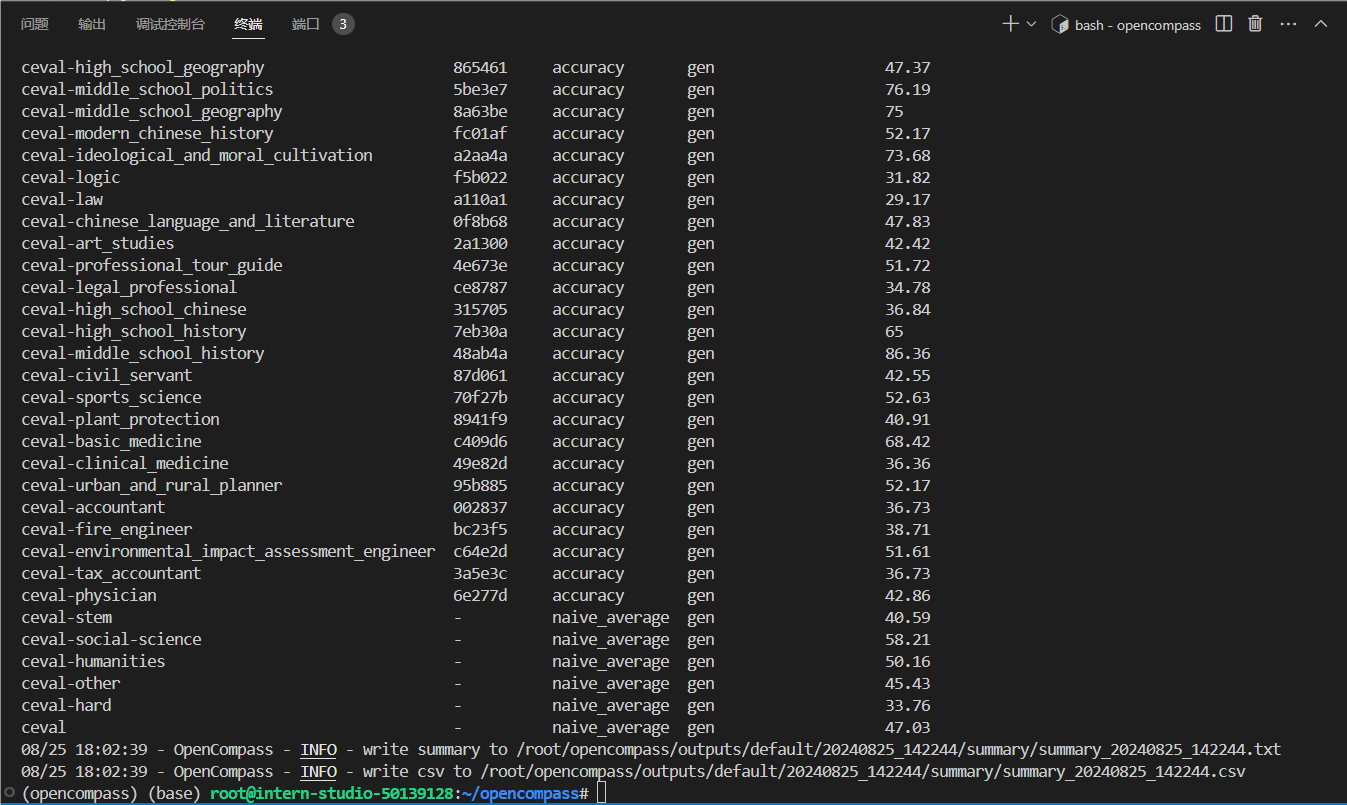 问题 输出 调试控制台 终端 端口 3 bash - opencompass
ceval-high_school_geography 865461 accuracy gen 47.37
ceval-middle_school_politics 5be3e7 accuracy gen 76.19
ceval-middle_school_geography 8a63be accuracy gen 75
ceval-modern_chinese_history fc01af accuracy gen 52.17
ceval-ideological_and_moral_cultivation a2aa4a accuracy gen 73.68
ceval-logic f5b022 accuracy gen 31.82
ceval-law a110a1 accuracy gen 29.17
ceval-chinese_language_and_literature 0f8b68 accuracy gen 47.83
ceval-art_studies 2a1300 accuracy gen 42.42
ceval-professional_tour_guide 4e673e accuracy gen 51.72
ceval-legal_professional ce8787 accuracy gen 34.78
ceval-high_school_chinese 315705 accuracy gen 36.84
ceval-high_school_history 7eb30a accuracy gen 65
ceval-middle_school_history 48ab4a accuracy gen 86.36
ceval-civil_servant 87d061 accuracy gen 42.55
ceval-sports_science 70f27b accuracy gen 52.63
ceval-plant_protection 8941f9 accuracy gen 40.91
ceval-basic_medicine c409d6 accuracy gen 68.42
ceval-clinical_medicine 49e82d accuracy gen 36.36
ceval-urban_and_rural_planner 95b885 accuracy gen 52.17
ceval-accountant 002837 accuracy gen 36.73
ceval-fire_engineer bc23f5 accuracy gen 38.71
ceval-environmental_impact_assessment_engineer c64e2d accuracy gen 51.61
ceval-tax_accountant 3a5e3c accuracy gen 36.73
ceval-physician 6e277d accuracy gen 42.86
ceval-stem - naive_average gen 40.59
ceval-social-science - naive_average gen 58.21
ceval-humanities - naive_average gen 50.16
ceval-other - naive_average gen 45.43
ceval-hard - naive_average gen 33.76
ceval - naive_average gen 47.03
08/25 18:02:39 - OpenCompass - INFO - write summary to /root/opencompass/outputs/default/20240825_142244/summary/summary_20240825_142244.txt
08/25 18:02:39 - OpenCompass - INFO - write csv to /root/opencompass/outputs/default/20240825_142244/summary/summary_20240825_142244.csv
(opencompass) (base) root@intern-studio-50139128:~/opencompass#